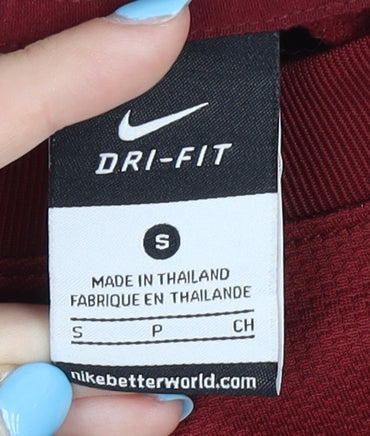 DRI-FIT
S
MADE IN THAILAND
FABRIQUE EN THAILANDE
S P CH
nikebetterworld.com